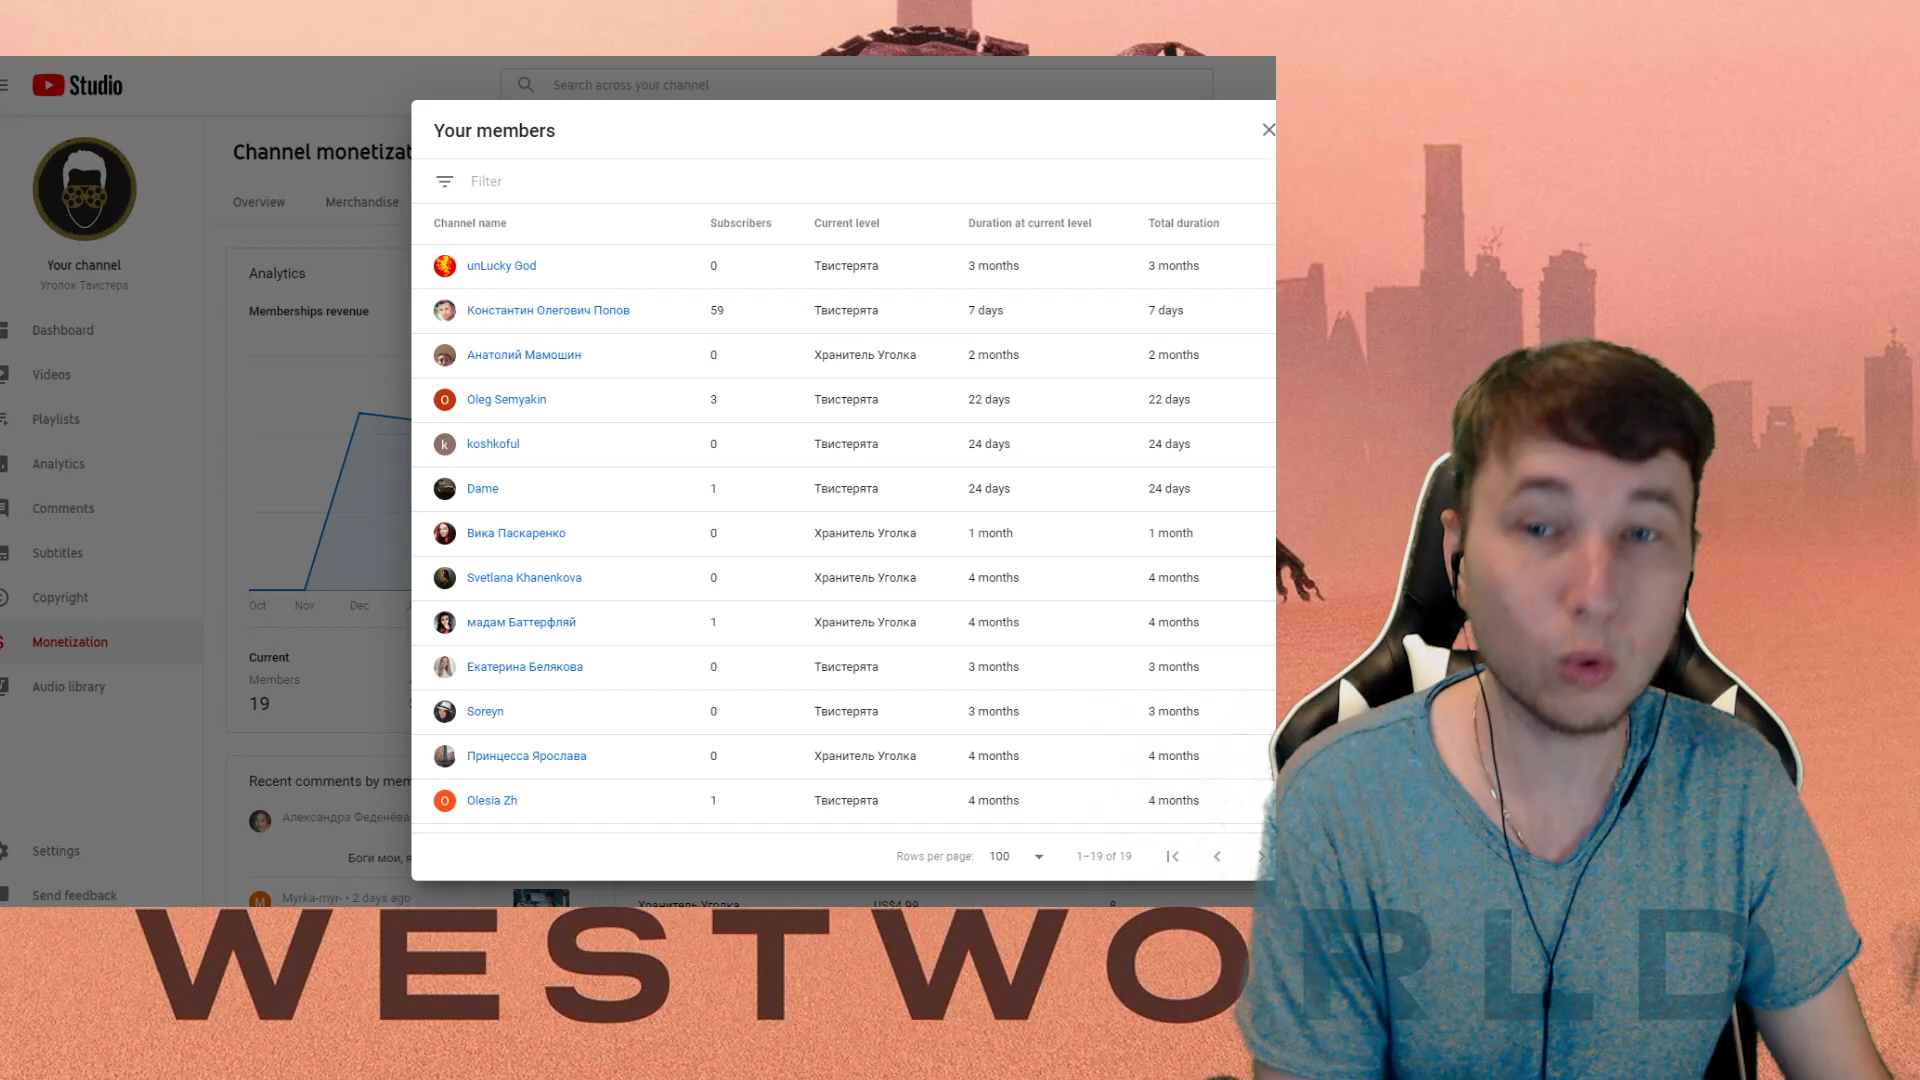 Studio
Search across your channel
Your members
Channel monetizat
Filter
Overview
Merchandise
Channel name
Subscribers
Current level
Duration at current level
Total duration
Your channel
Уголок Твистера
Analytics
Memberships revenue
unLucky God 0 Твистерята 3 months 3 months
Константин Олегович Попов 59 Твистерята 7 days 7 days
Анатолий Мамошин 0 Хранитель Уголка 2 months 2 months
Oleg Semyakin 3 Твистерята 22 days 22 days
koshkoful 0 Твистерята 24 days 24 days
Dame 1 Твистерята 24 days 24 days
Вика Паскаренко 0 Хранитель Уголка 1 month 1 month
Svetlana Khanenkova 0 Хранитель Уголка 4 months 4 months
мадам Баттерфляй 1 Хранитель Уголка 4 months 4 months
Екатерина Белякова 0 Твистерята 3 months 3 months
Soreyn 0 Твистерята 3 months 3 months
Принцесса Ярослава 0 Хранитель Уголка 4 months 4 months
Olesia Zh 1 Твистерята 4 months 4 months
Rows per page: 100 1–19 of 19
Dashboard
Videos
Playlists
Analytics
Comments
Subtitles
Copyright
Monetization
Audio library
Settings
Send feedback
Oct Nov Dec
Current
Members
19
Recent comments by mem
Александра Феденёва
Боги мои, я
Myrka-myr- • 2 days ago
Хранитель Уголка US$4.99 8
WESTWORLD